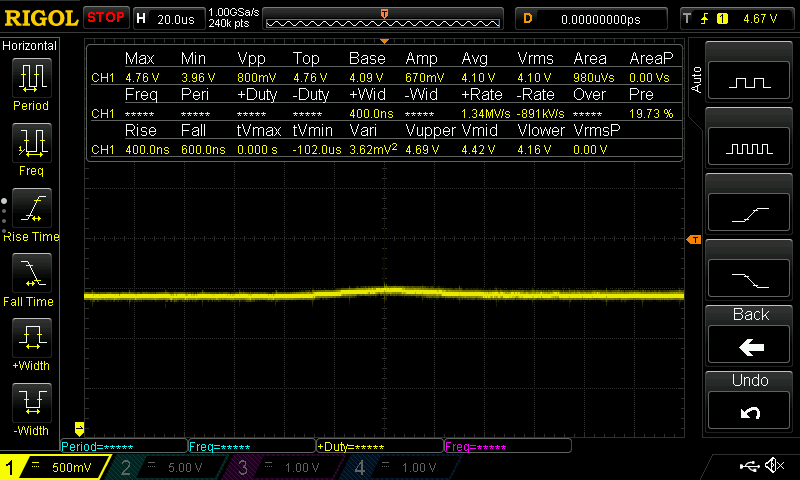 RIGOL STOP H 20.0us 1.00GSa/s 240k pts T D 0.00000000ps T 1 4.67 V
Horizontal
Period
Freq
Rise Time
Fall Time
+Width
-Width
Max Min Vpp Top Base Amp Avg Vrms Area AreaP
CH1 4.76 V 3.96 V 800mV 4.76 V 4.09 V 670mV 4.10 V 4.10 V 980uVs 0.00 Vs
Freq Peri +Duty -Duty +Wid -Wid +Rate -Rate Over Pre
CH1 ***** ***** ***** ***** 400.0ns ***** 1.34MV/s -891kV/s ***** 19.73 %
Rise Fall tVmax tVmin Vari Vupper Vmid Vlower VrmsP
CH1 400.0ns 600.0ns 0.000 s -102.0us 3.62mV² 4.69 V 4.42 V 4.16 V 0.00 V
T
Auto
Back
Undo
Period=***** Freq=***** +Duty=***** Freq=*****
1 500mV 2 5.00 V 3 1.00 V 4 1.00 V